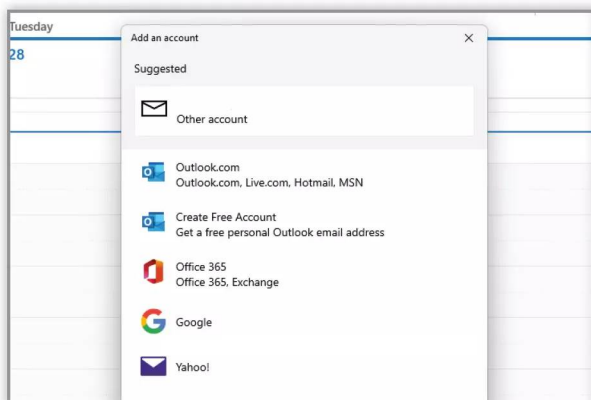 Tuesday
28
Add an account
Suggested
Other account
Outlook.com
Outlook.com, Live.com, Hotmail, MSN
Create Free Account
Get a free personal Outlook email address
Office 365
Office 365, Exchange
Google
Yahoo!